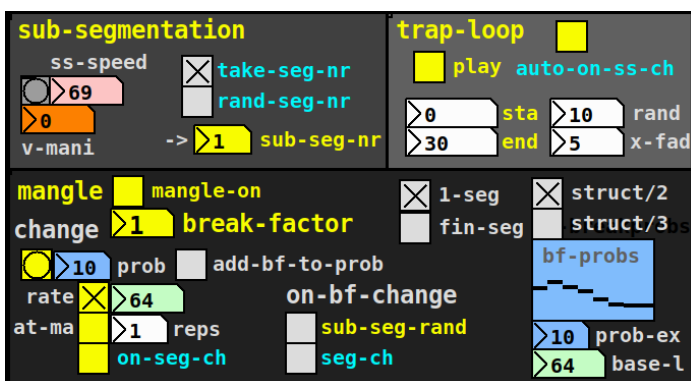 sub-segmentation
ss-speed
take-seg-nr
69
rand-seg-nr
0
v-mani
-> 1 sub-seg-nr
trap-loop
play auto-on-ss-ch
0 sta 10 rand
30 end 5 x-fad
mangle mangle-on
1-seg struct/2
change 1 break-factor
fin-seg struct/3
10 prob add-bf-to-prob
bf-probs
rate 64 on-bf-change
at-ma 1 reps sub-seg-rand
10 prob-ex
on-seg-ch seg-ch
64 base-l